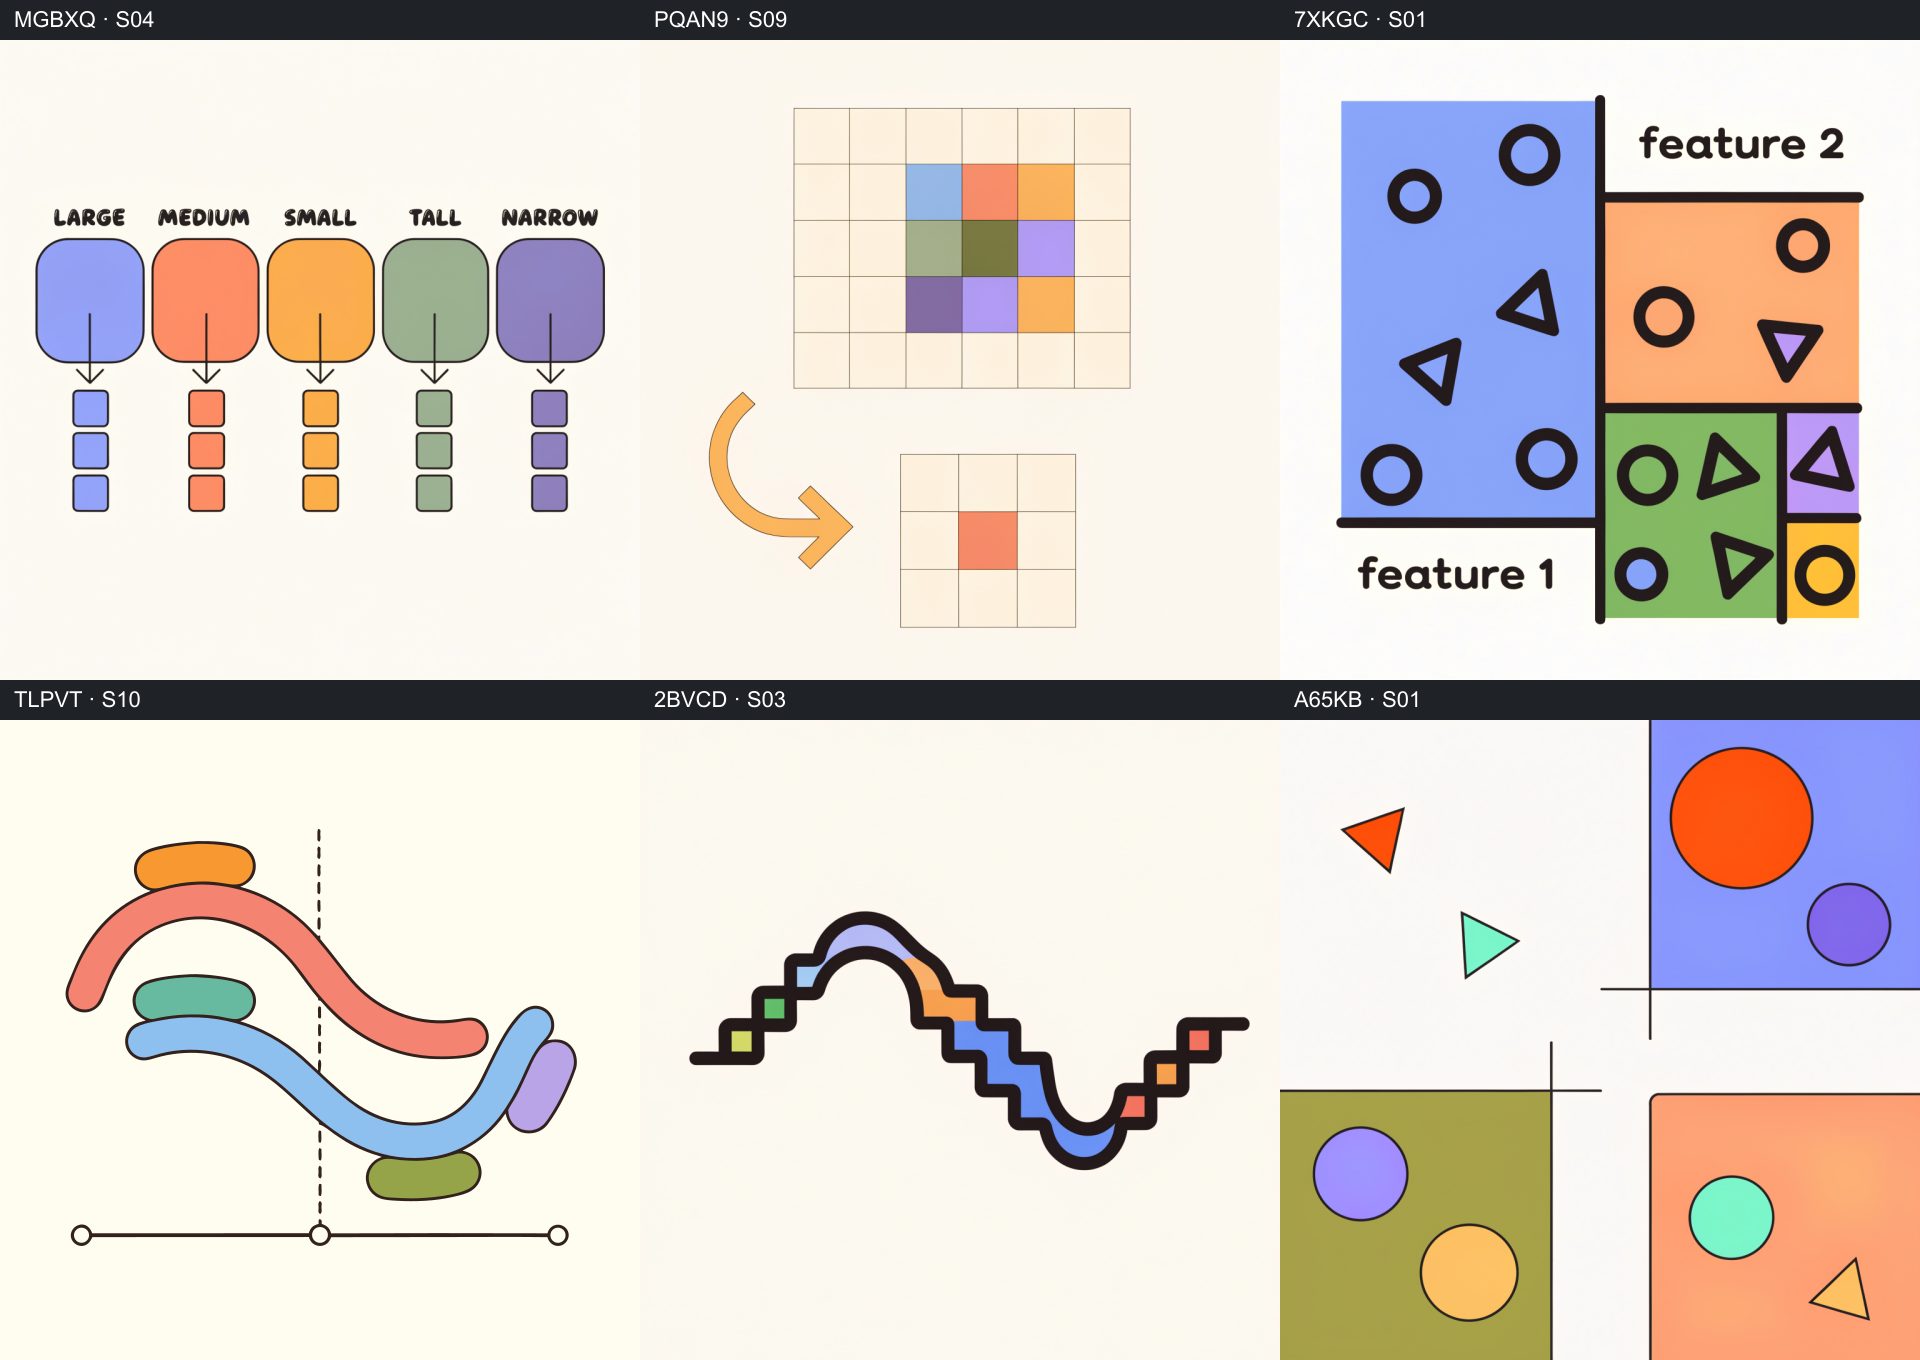 MGBXQ · S04
PQAN9 · S09
7XKGC · S01
LARGE MEDIUM SMALL TALL NARROW
feature 2
feature 1
TLPVT · S10
2BVCD · S03
A65KB · S01